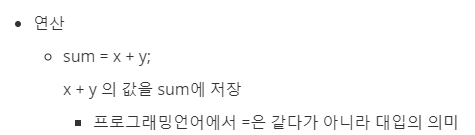 연산
sum = x + y;
x + y 의 값을 sum에 저장
프로그래밍언어에서 =은 같다가 아니라 대입의 의미